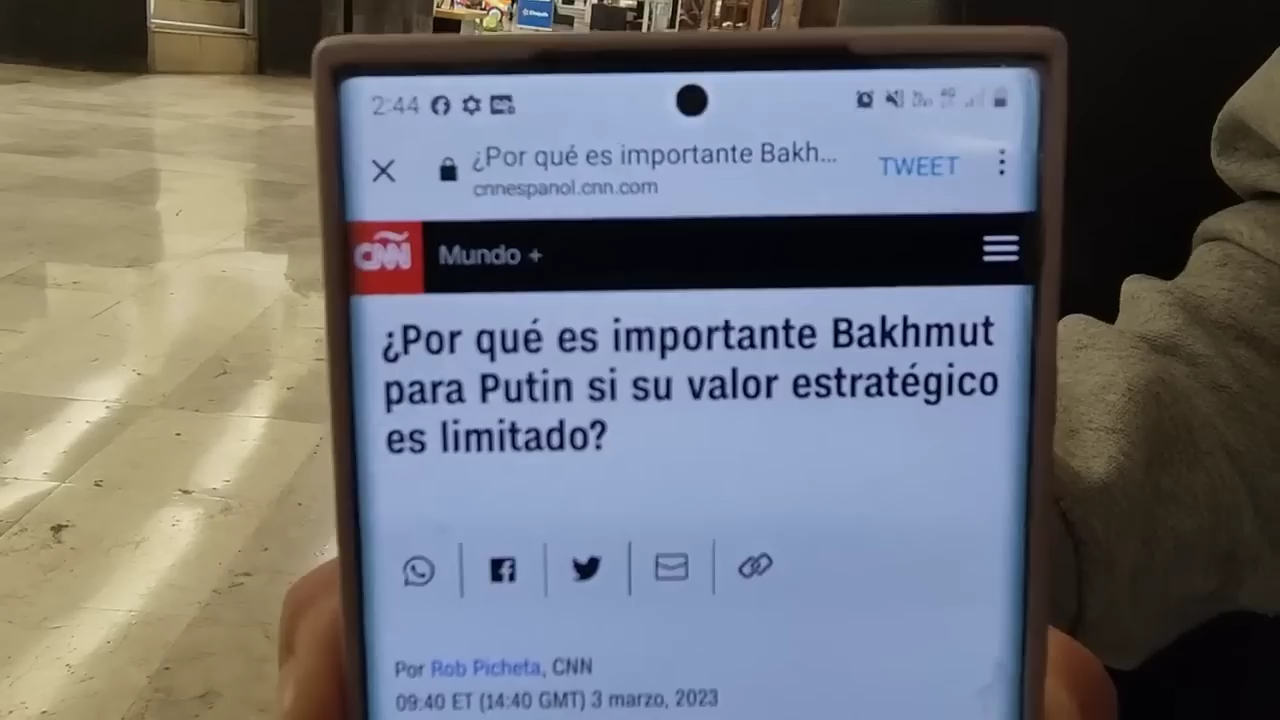 2:44
¿Por qué es importante Bakh...
cnnespanol.cnn.com
TWEET
CNN Mundo +
¿Por qué es importante Bakhmut
para Putin si su valor estratégico
es limitado?
Por Rob Picheta, CNN
09:40 ET (14:40 GMT) 3 marzo, 2023